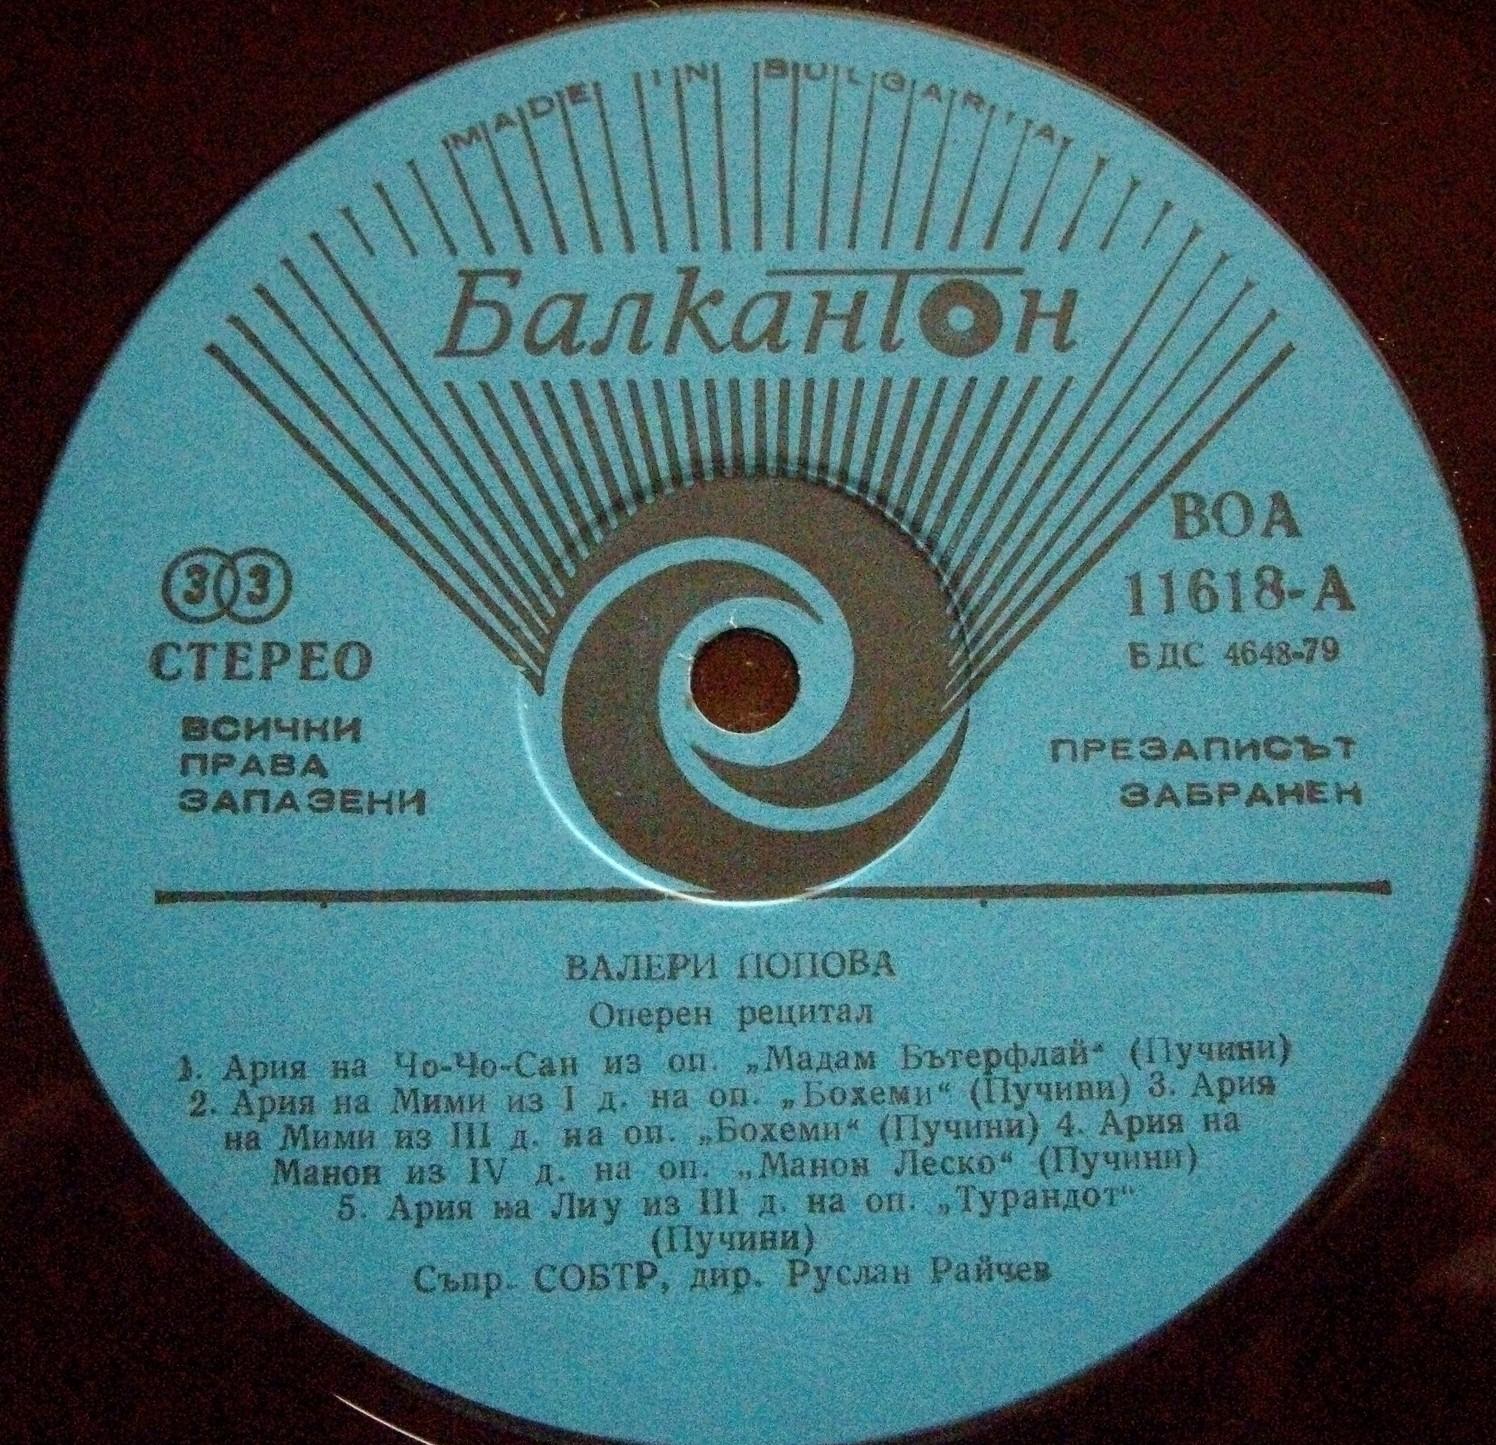 MADE IN BULGARIA
Балкантон
ВОА
11618-А
БДС 4648-79
33
СТЕРЕО
ВСИЧКИ
ПРАВА
ЗАПАЗЕНИ
ПРЕЗАПИСЪТ
ЗАБРАНЕН
ВАЛЕРИ ПОПОВА
Оперен рецитал
1. Ария на Чо-Чо-Сан из оп. „Мадам Бътерфлай“ (Пучини)
2. Ария на Мими из I д. на оп. „Бохеми“ (Пучини) 3. Ария
на Мими из III д. на оп. „Бохеми“ (Пучини) 4. Ария на
Манон из IV д. на оп. „Манон Леско“ (Пучини)
5. Ария на Лиу из III д. на оп. „Турандот“
(Пучини)
Съпр. СОБТР, дир. Руслан Райчев